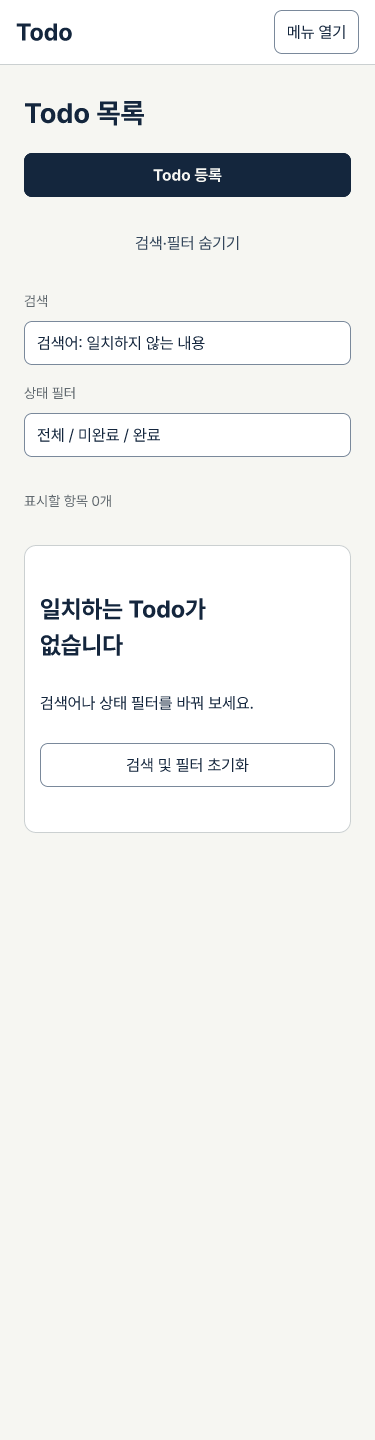 Todo
메뉴 열기
Todo 목록
Todo 등록
검색·필터 숨기기
검색
검색어: 일치하지 않는 내용
상태 필터
전체 / 미완료 / 완료
표시할 항목 0개
일치하는 Todo가
없습니다
검색어나 상태 필터를 바꿔 보세요.
검색 및 필터 초기화